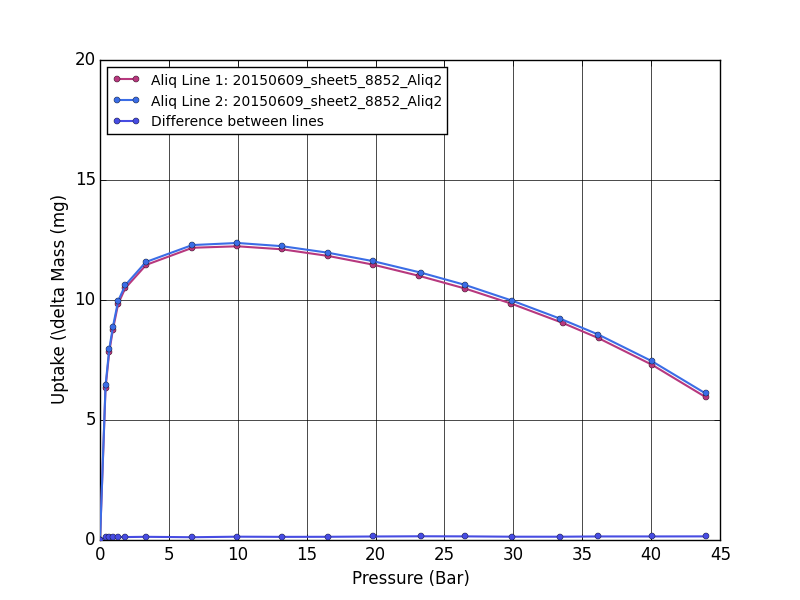 20
Aliq Line 1: 20150609_sheet5_8852_Aliq2
Aliq Line 2: 20150609_sheet2_8852_Aliq2
Difference between lines
15
10
5
0
Uptake (\delta Mass (mg)
0 5 10 15 20 25 30 35 40 45
Pressure (Bar)